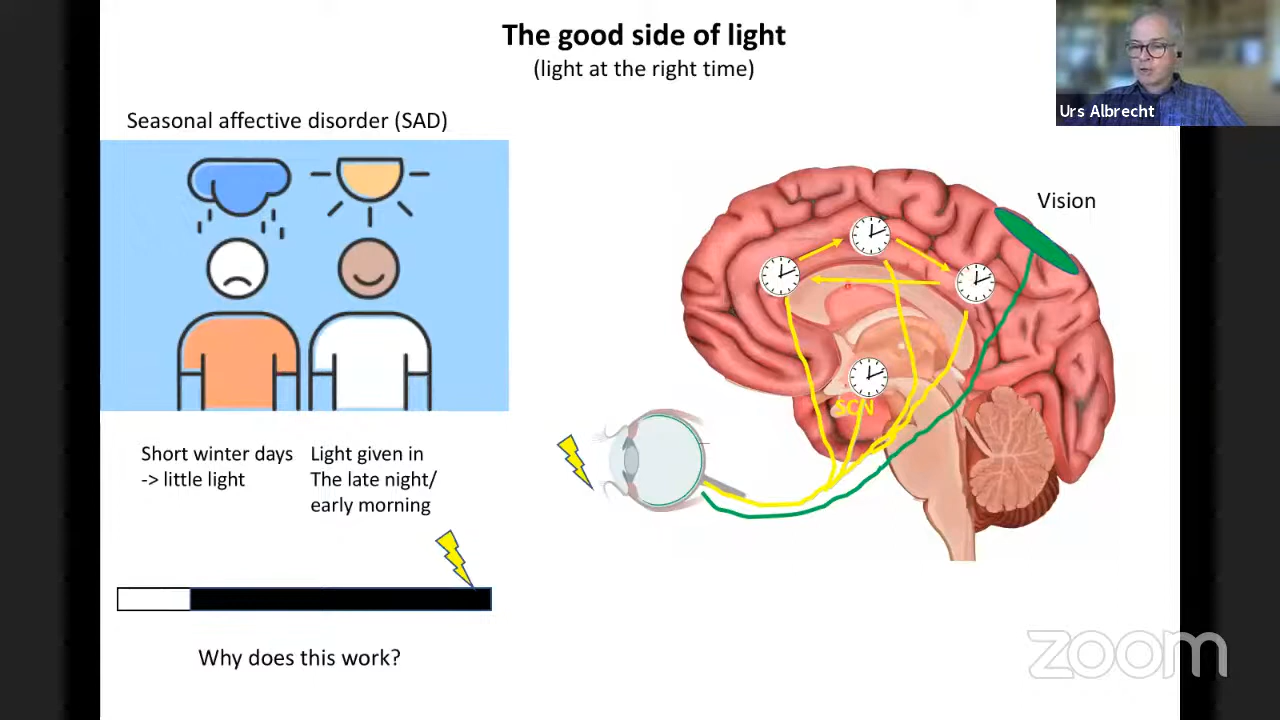 The good side of light
(light at the right time)
Urs Albrecht
Seasonal affective disorder (SAD)
Vision
SCN
Short winter days
-> little light
Light given in
The late night/
early morning
Why does this work?
zoom